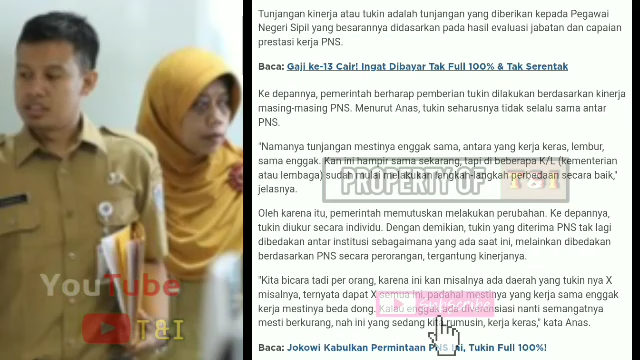 Tunjangan kinerja atau tukin adalah tunjangan yang diberikan kepada Pegawai
Negeri Sipil yang besarannya didasarkan pada hasil evaluasi jabatan dan capaian
prestasi kerja PNS.
Baca: Gaji ke-13 Cair! Ingat Dibayar Tak Full 100% & Tak Serentak
Ke depannya, pemerintah berharap pemberian tukin dilakukan berdasarkan kinerja
masing-masing PNS. Menurut Anas, tukin seharusnya tidak selalu sama antar
PNS.
"Namanya tunjangan mestinya enggak sama, antara yang kerja keras, lembur,
sama enggak. Kan ini hampir sama sekarang, tapi di beberapa K/L (kementerian
atau lembaga) sudah mulai melakukan langkah-langkah perbedaan secara baik,"
jelasnya.
PROPERTY OF T&I
Oleh karena itu, pemerintah memutuskan melakukan perubahan. Ke depannya,
tukin diukur secara individu. Dengan demikian, tukin yang diterima PNS tak lagi
dibedakan antar institusi sebagaimana yang ada saat ini, melainkan dibedakan
berdasarkan PNS secara perorangan, tergantung kinerjanya.
"Kita bicara tadi per orang, karena ini kan misalnya ada daerah yang tukin nya X
misalnya, ternyata dapat X semua ini, padahal mestinya yang kerja sama enggak
kerja mestinya beda dong. Kalau enggak ada diverensiasi nanti semangatnya
mesti berkurang, nah ini yang sedang kita rumusin, kerja keras," kata Anas.
Baca: Jokowi Kabulkan Permintaan PNS Ini, Tukin Full 100%!
YouTube
T&I